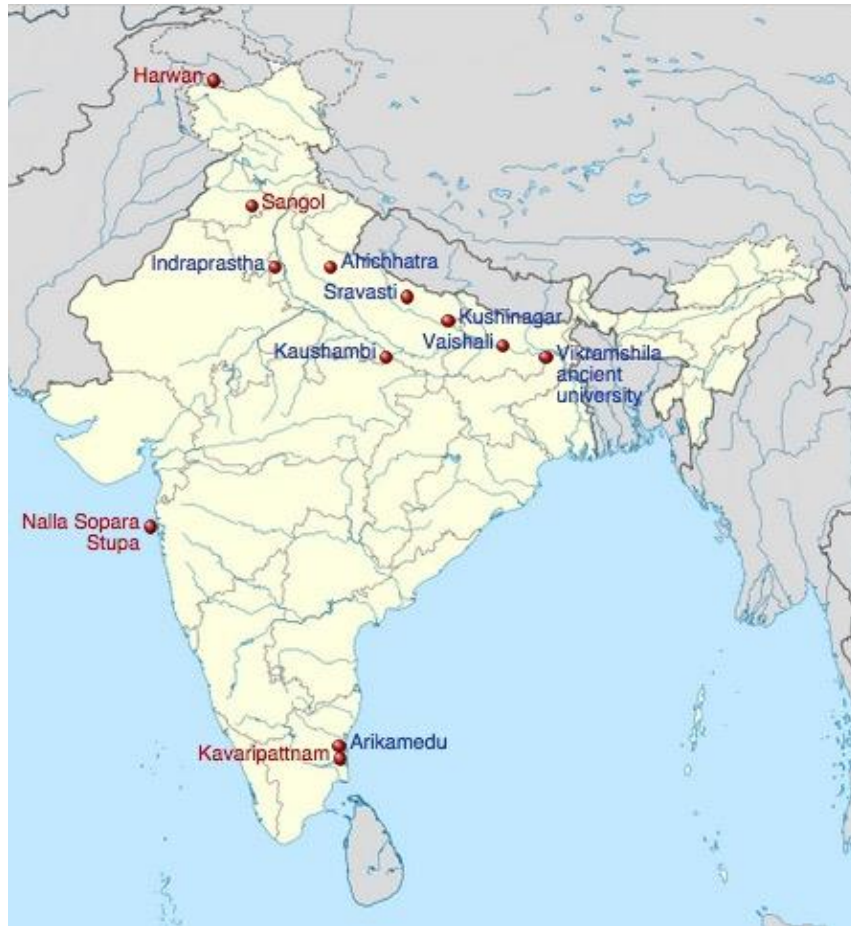 Harwan
Sangol
Indraprastha
Ahichhatra
Sravasti
Kushinagar
Vaishali
Kaushambi
Vikramshila
ancient
university
Nalla Sopara
Stupa
Arikamedu
Kavaripattnam